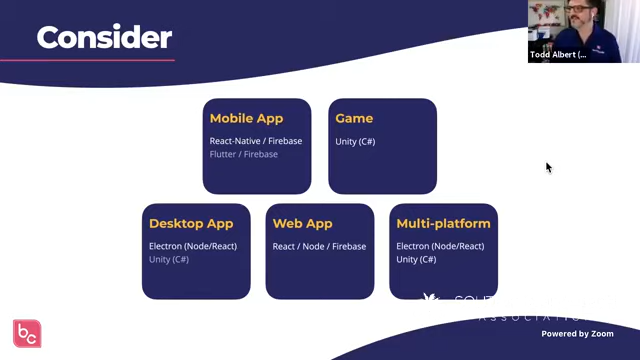 Consider
Todd Albert (...
Mobile App
React-Native / Firebase
Flutter / Firebase
Game
Unity (C#)
Desktop App
Electron (Node/React)
Unity (C#)
Web App
React / Node / Firebase
Multi-platform
Electron (Node/React)
Unity (C#)
ASSOCIATION
Powered by Zoom
bc